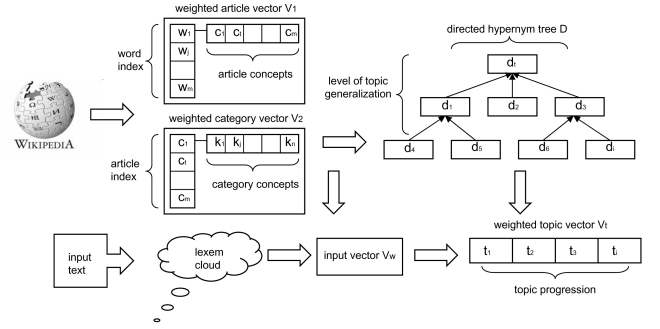 weighted article vector V1
word
index
w1
wj
wm
c1
ct
cm
article concepts
WIKIPEDIA
weighted category vector V2
article
index
c1
ct
cm
k1
kj
kn
category concepts
directed hypernym tree D
level of topic
generalization
dt
d1
d2
d3
d4
d5
d6
di
input
text
lexem
cloud
input vector Vw
weighted topic vector Vt
t1
t2
t3
ti
topic progression